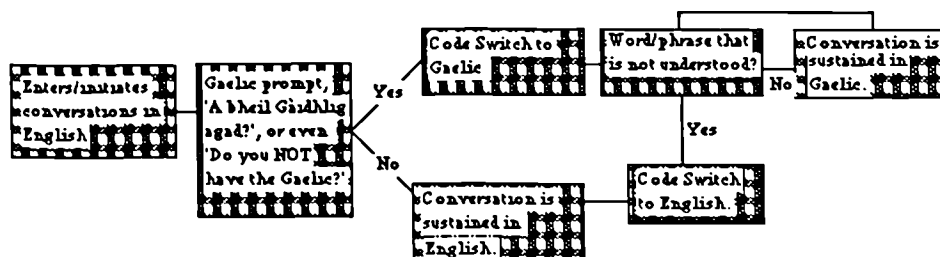 Enters/initiates
conversations in
English
Gaelic prompt,
'A bheil Gàidhlig
agad?', or even
'Do you NOT
have the Gaelic?'
Yes
No
Code Switch to
Gaelic
Conversation is
sustained in
English.
Word/phrase that
is not understood?
Yes
Code Switch
to English.
No
Conversation is
sustained in
Gaelic.